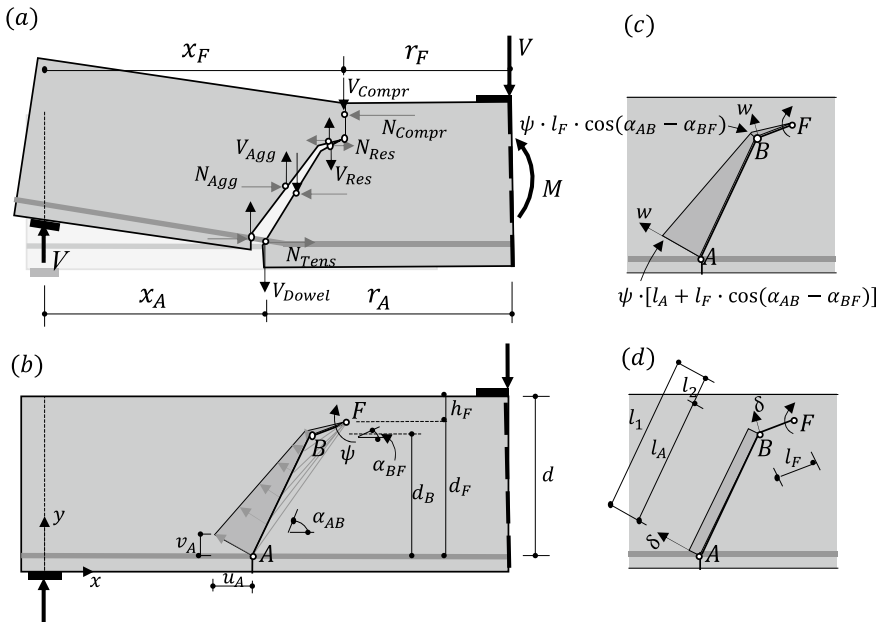 (a)
x_F
r_F
V
V_Compr
N_Compr
V_Agg
N_Res
N_Agg
V_Res
M
N_Tens
V
V_Dowel
x_A
r_A
(b)
F
h_F
B
ψ
α_BF
d_B
d_F
d
α_AB
y
v_A
A
x
u_A
(c)
w
F
ψ · l_F · cos(α_AB − α_BF)
B
w
A
ψ · [l_A + l_F · cos(α_AB − α_BF)]
(d)
l_2
δ
F
l_1
B
l_A
l_F
δ
A